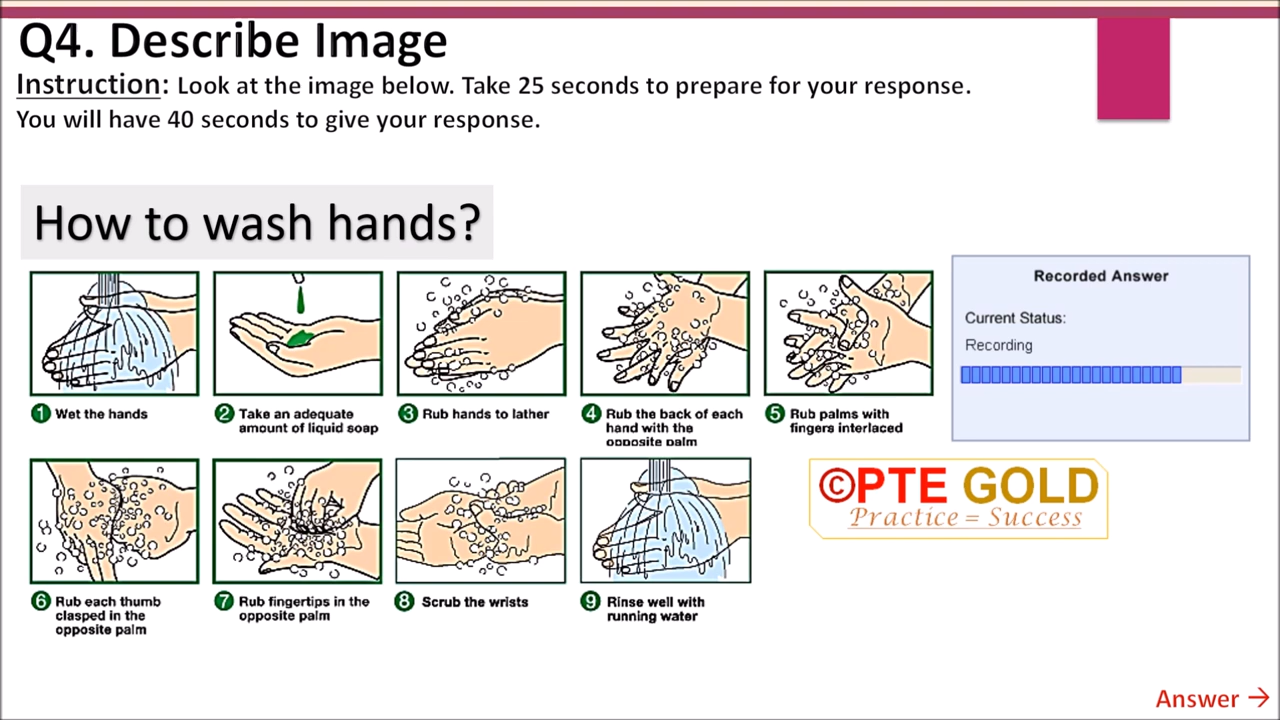 Q4. Describe Image
Instruction: Look at the image below. Take 25 seconds to prepare for your response.
You will have 40 seconds to give your response.
How to wash hands?
1 Wet the hands
2 Take an adequate
amount of liquid soap
3 Rub hands to lather
4 Rub the back of each
hand with the
opposite palm
5 Rub palms with
fingers interlaced
Recorded Answer
Current Status:
Recording
6 Rub each thumb
clasped in the
opposite palm
7 Rub fingertips in the
opposite palm
8 Scrub the wrists
9 Rinse well with
running water
©PTE GOLD
Practice = Success
Answer →